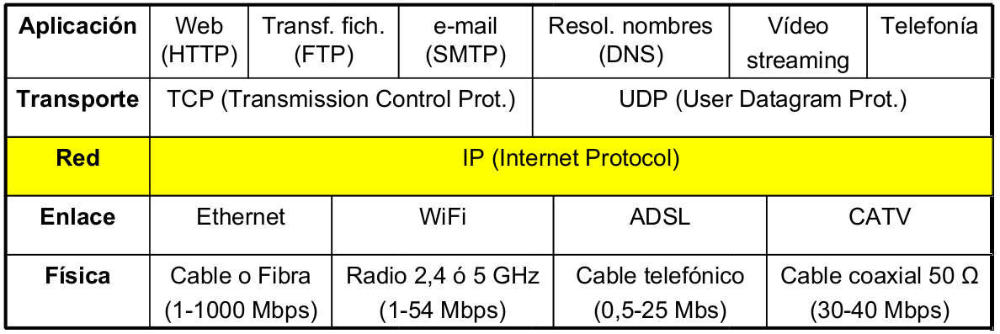 Aplicación Web Transf. fich. e-mail Resol. nombres Vídeo Telefonía
(HTTP) (FTP) (SMTP) (DNS) streaming
Transporte TCP (Transmission Control Prot.) UDP (User Datagram Prot.)
Red IP (Internet Protocol)
Enlace Ethernet WiFi ADSL CATV
Física Cable o Fibra Radio 2,4 ó 5 GHz Cable telefónico Cable coaxial 50 Ω
(1-1000 Mbps) (1-54 Mbps) (0,5-25 Mbs) (30-40 Mbps)